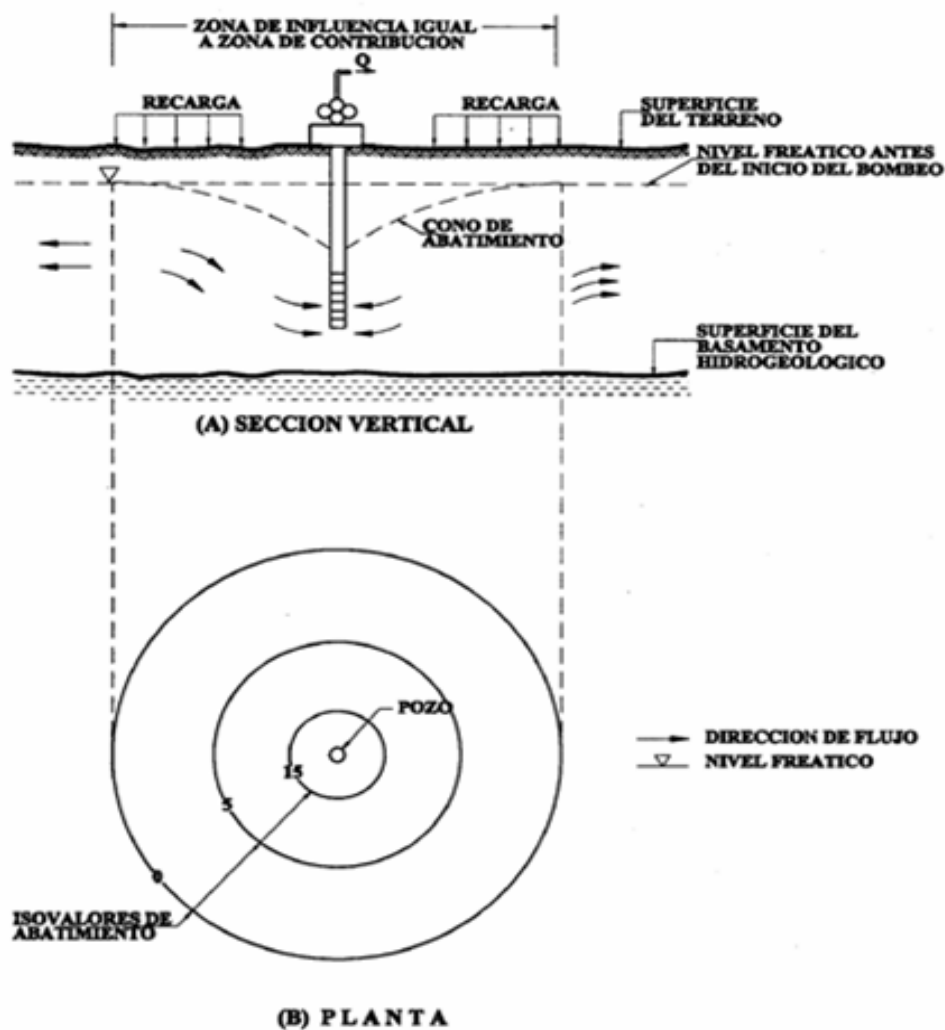 ZONA DE INFLUENCIA IGUAL
A ZONA DE CONTRIBUCION
Q
RECARGA
RECARGA
SUPERFICIE
DEL TERRENO
NIVEL FREATICO ANTES
DEL INICIO DEL BOMBEO
CONO DE
ABATIMIENTO
SUPERFICIE DEL
BASAMENTO
HIDROGEOLOGICO
(A) SECCION VERTICAL
POZO
15
5
0
DIRECCION DE FLUJO
NIVEL FREATICO
ISOVALORES DE
ABATIMIENTO
(B) PLANTA